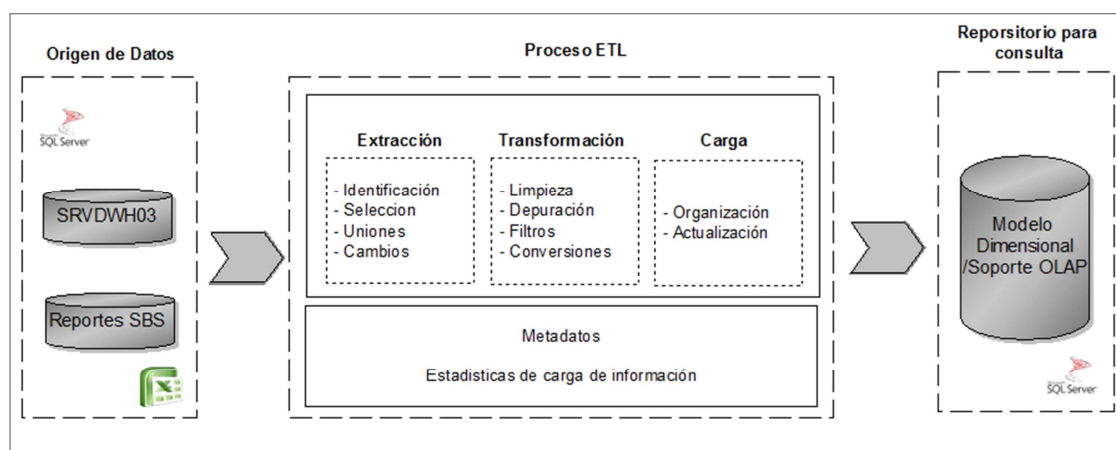 Origen de Datos
SQL Server
SRVDWH03
Reportes SBS
Proceso ETL
Extracción
- Identificación
- Seleccion
- Uniones
- Cambios
Transformación
- Limpieza
- Depuración
- Filtros
- Conversiones
Carga
- Organización
- Actualización
Metadatos
Estadisticas de carga de información
Reporsitorio para
consulta
Modelo
Dimensional
/Soporte OLAP
SQL Server